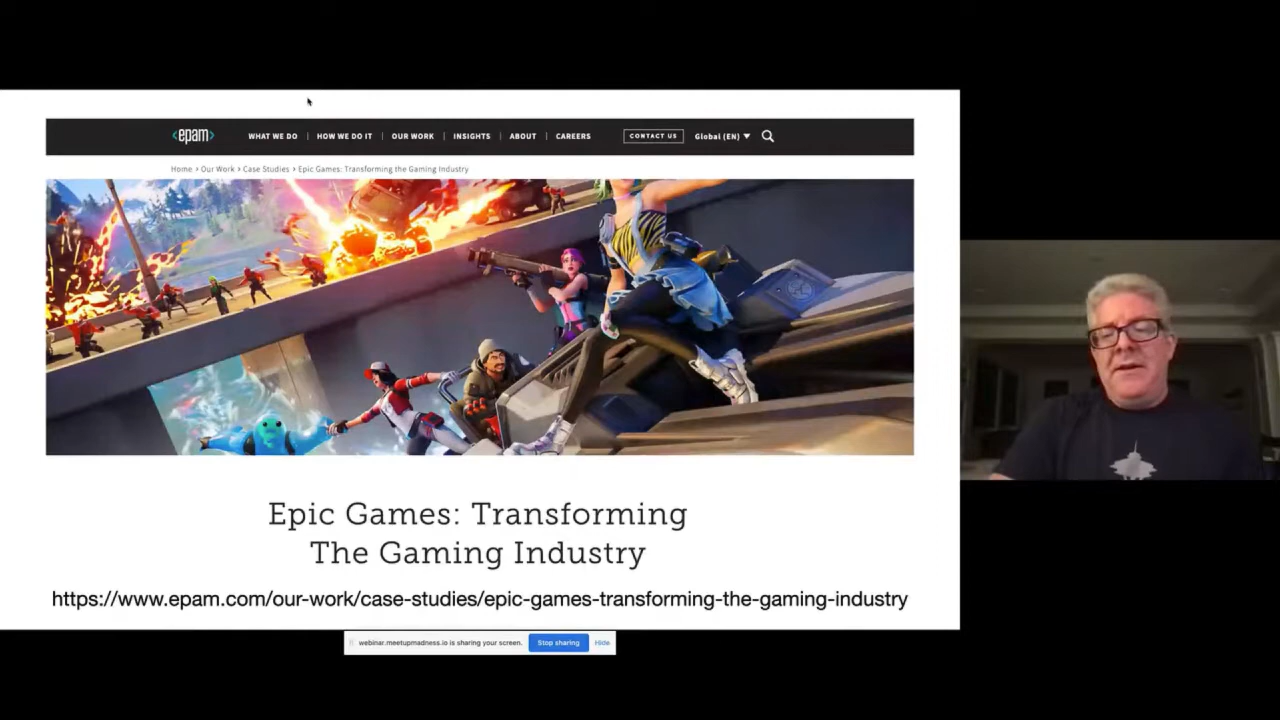 <epam> WHAT WE DO | HOW WE DO IT | OUR WORK | INSIGHTS | ABOUT | CAREERS CONTACT US Global (EN)
Home > Our Work > Case Studies > Epic Games: Transforming the Gaming Industry
Epic Games: Transforming
The Gaming Industry
https://www.epam.com/our-work/case-studies/epic-games-transforming-the-gaming-industry
webinar.meetupmadness.io is sharing your screen. Stop sharing Hide